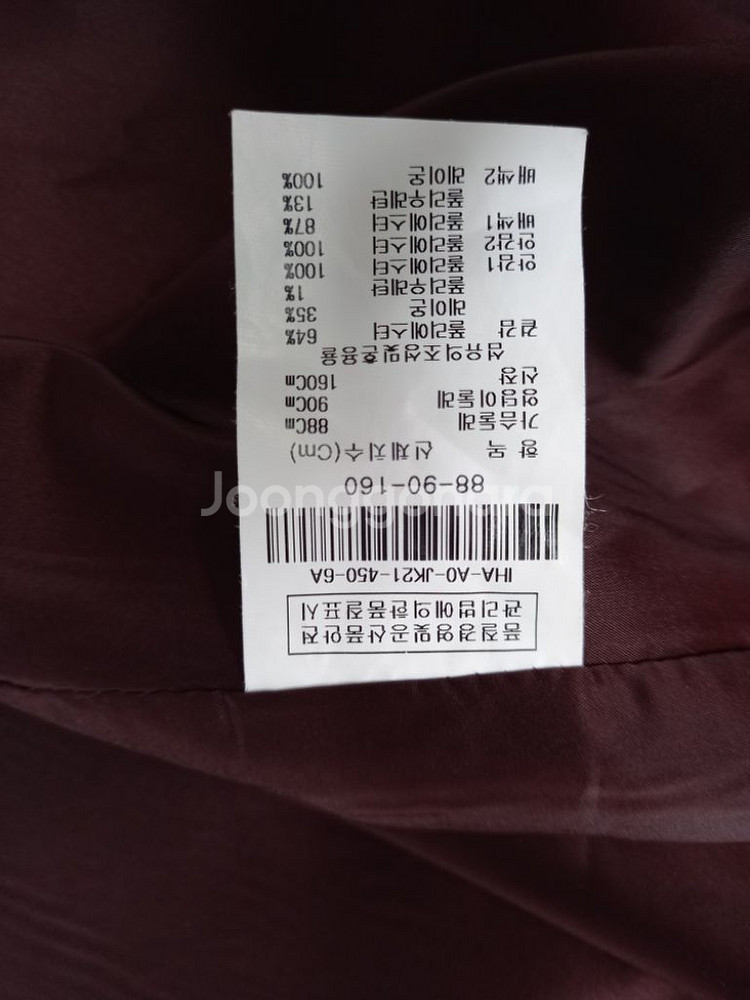 품질경영및공산품안전
관리법에의한품질표시
IHA-A0-JK21-450-6A
88-90-160
항 목 신체치수(Cm)
가슴둘레 88Cm
엉덩이둘레 90Cm
신장 160Cm
섬유의조성및혼용율
겉감 폴리에스터 64%
레이온 35%
폴리우레탄 1%
안감1 폴리에스터 100%
안감2 폴리에스터 100%
배색1 폴리에스터 87%
폴리우레탄 13%
배색2 레이온 100%
Joonggonara